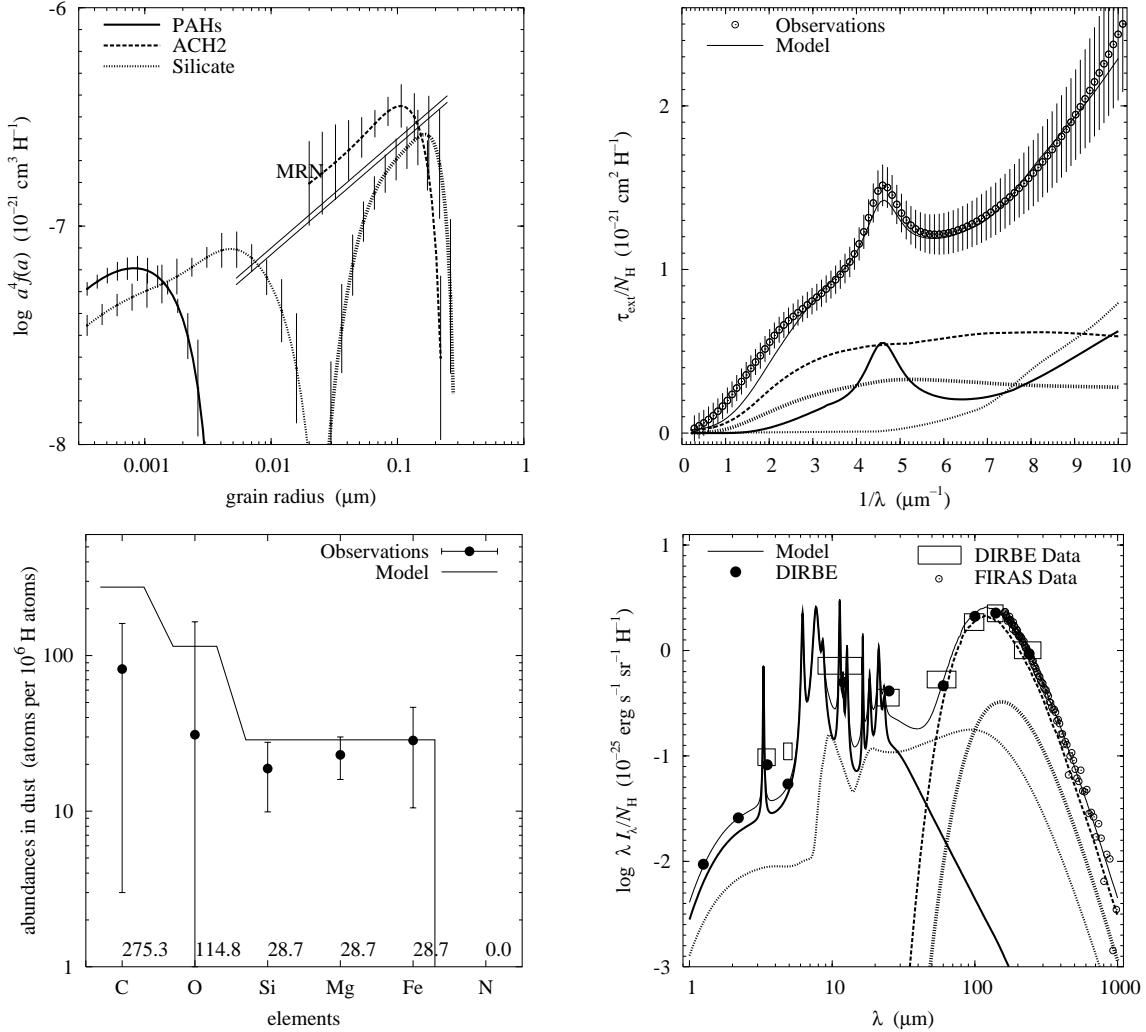 PAHs
ACH2
Silicate
MRN
-6
-7
-8
0.001
0.01
0.1
1
grain radius (μm)
log a⁴f(a) (10⁻²¹ cm³ H⁻¹)
Observations
Model
2
1
0
0
1
2
3
4
5
6
7
8
9
10
1/λ (μm⁻¹)
τext/NH (10⁻²¹ cm² H⁻¹)
Observations
Model
100
10
1
275.3
114.8
28.7
28.7
28.7
0.0
C
O
Si
Mg
Fe
N
elements
abundances in dust (atoms per 10⁶ H atoms)
Model
DIRBE
DIRBE Data
FIRAS Data
1
0
-1
-2
-3
1
10
100
1000
λ (μm)
log λ Iλ/NH (10⁻²⁵ erg s⁻¹ sr⁻¹ H⁻¹)